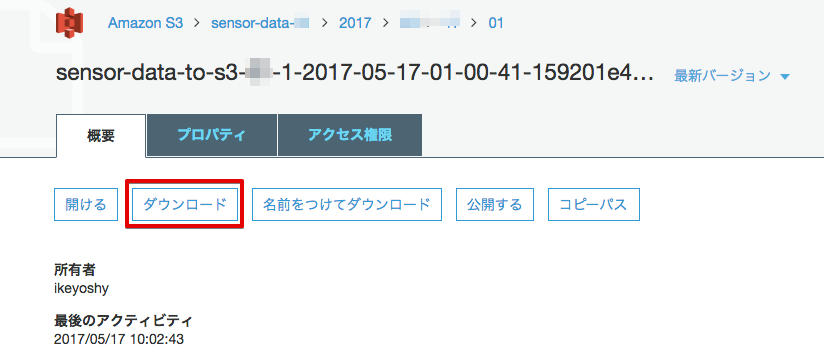 Amazon S3 > sensor-data- > 2017 > > 01
sensor-data-to-s3- -1-2017-05-17-01-00-41-159201e4…
最新バージョン
概要 プロパティ アクセス権限
開ける ダウンロード 名前をつけてダウンロード 公開する コピーパス
所有者
ikeyoshy
最後のアクティビティ
2017/05/17 10:02:43